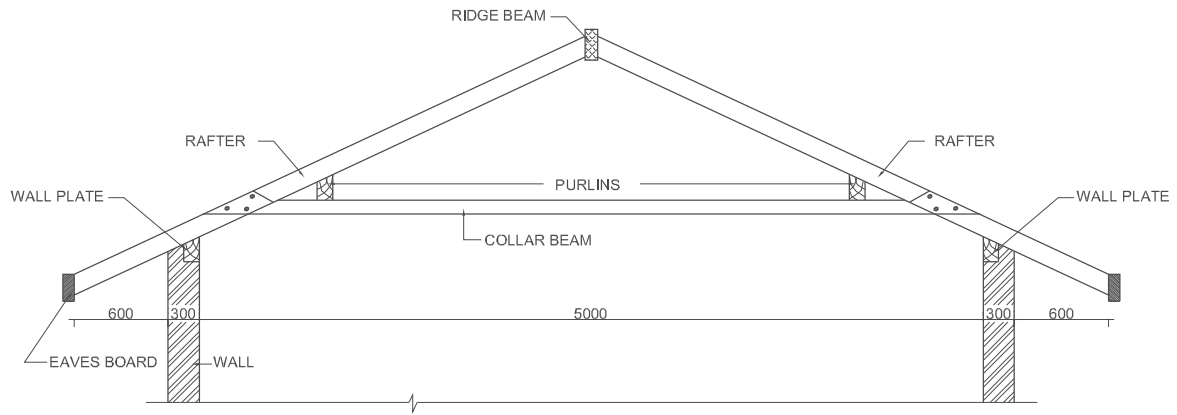 RIDGE BEAM
RAFTER
RAFTER
PURLINS
WALL PLATE
WALL PLATE
COLLAR BEAM
600
300
5000
300
600
EAVES BOARD
WALL